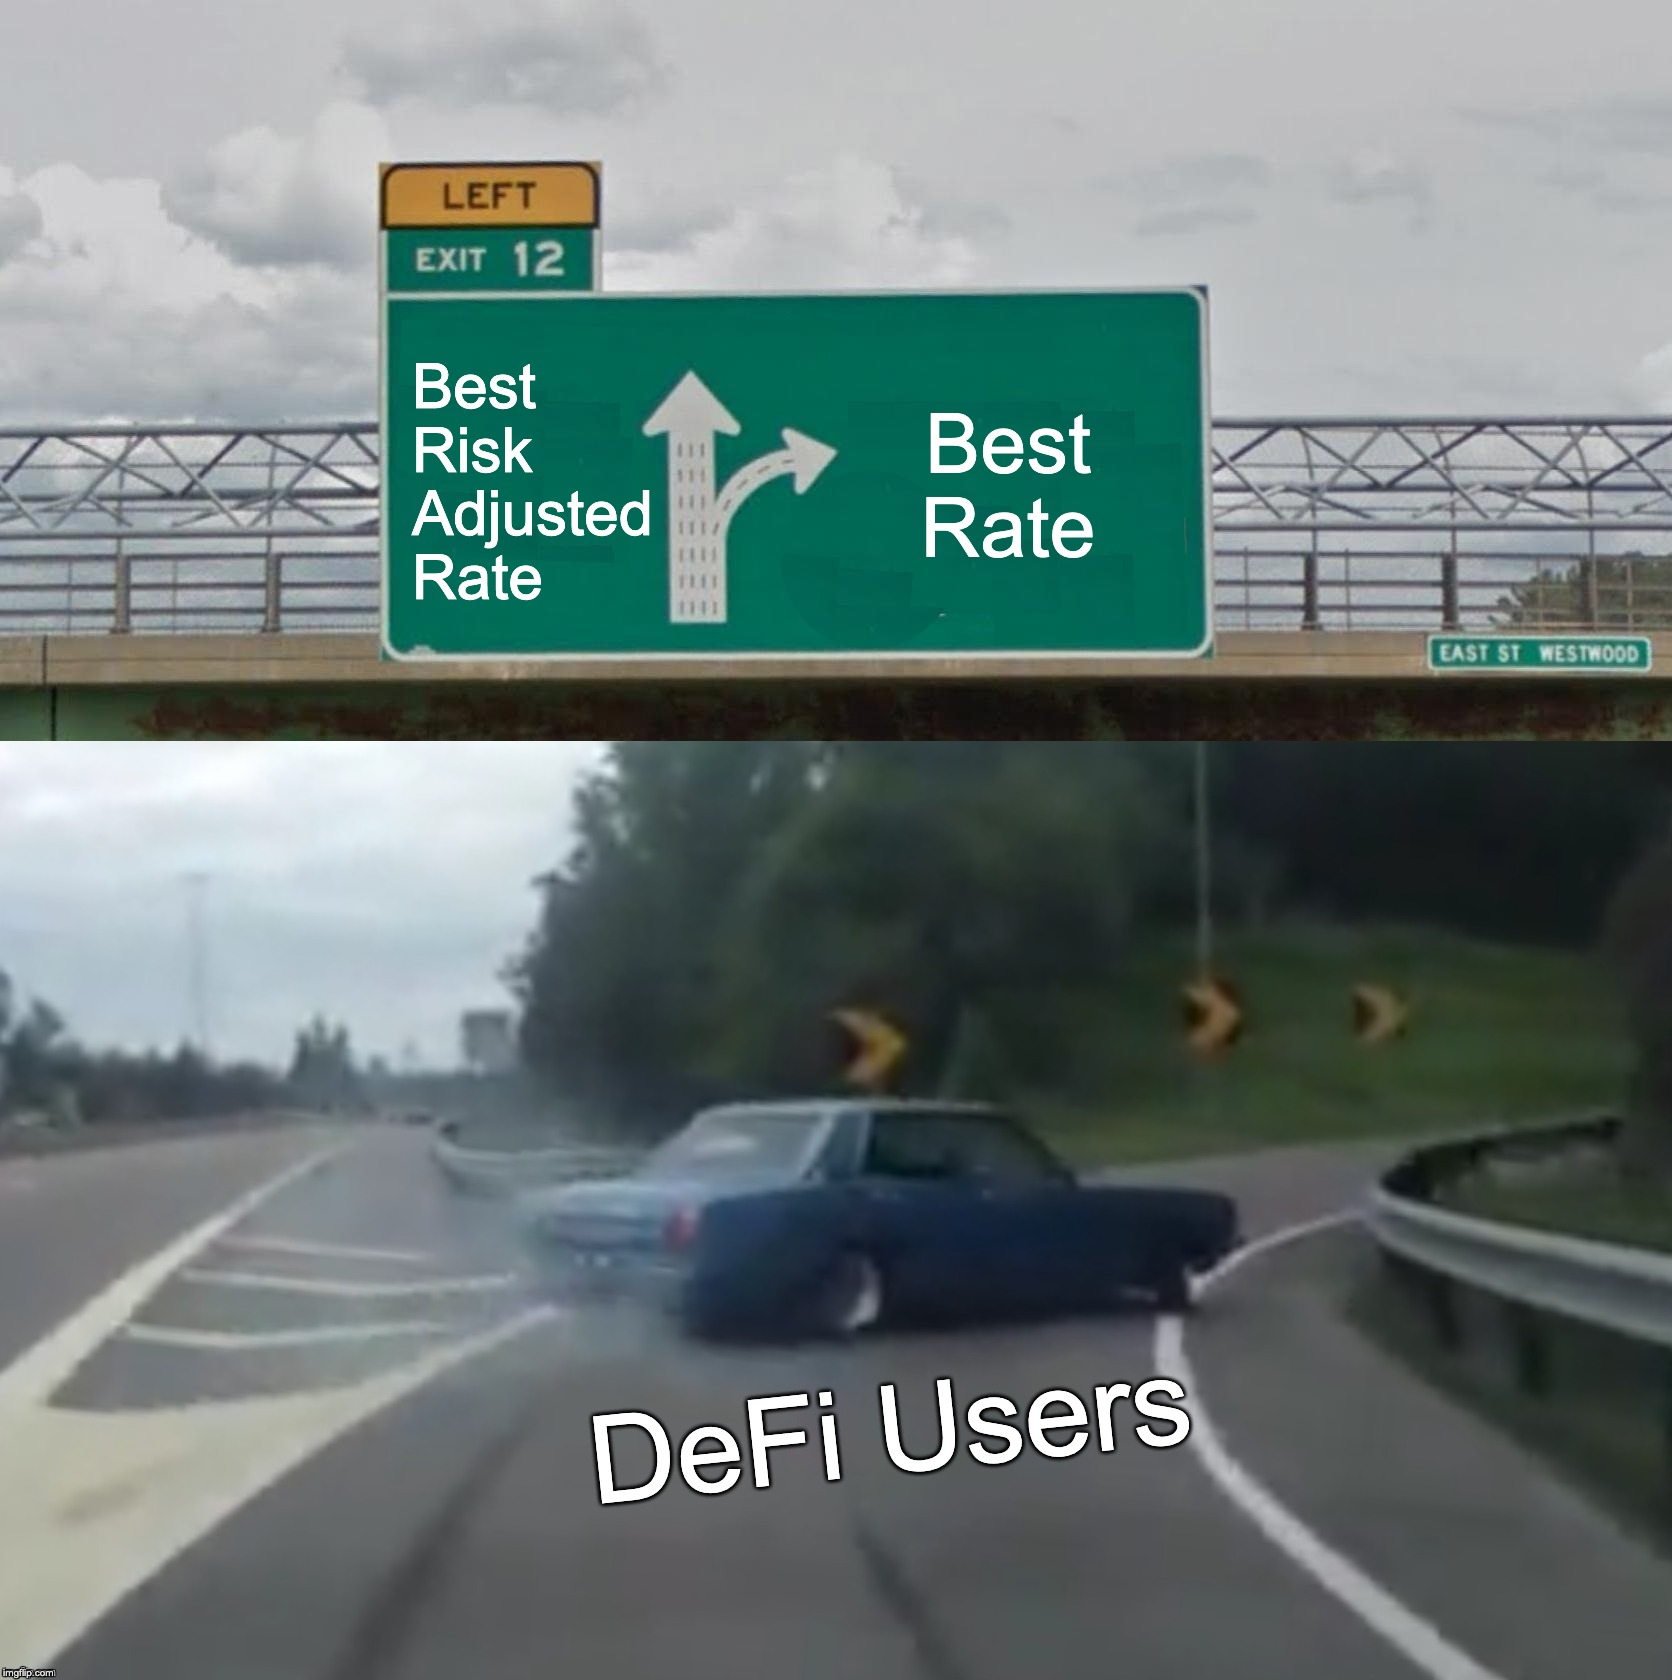 LEFT
EXIT 12
Best
Risk
Adjusted
Rate
Best
Rate
EAST ST WESTWOOD
DeFi Users
imgflip.com